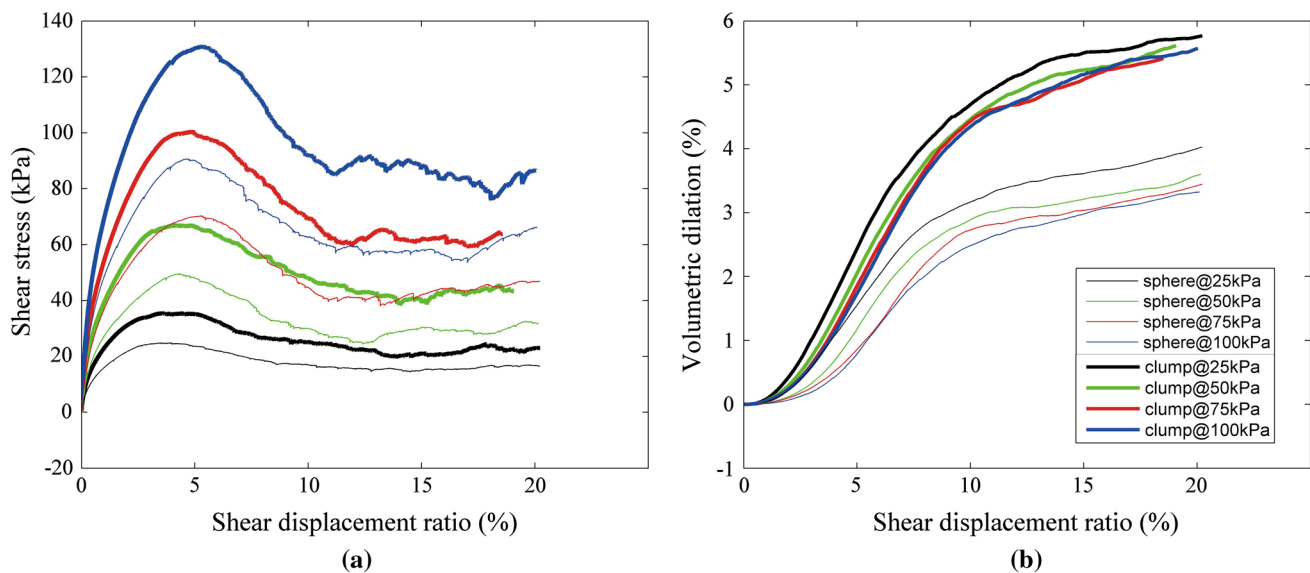 140
120
100
80
60
40
20
0
-20
Shear stress (kPa)
0 5 10 15 20
Shear displacement ratio (%)
(a)
6
5
4
3
2
1
0
-1
Volumetric dilation (%)
sphere@25kPa
sphere@50kPa
sphere@75kPa
sphere@100kPa
clump@25kPa
clump@50kPa
clump@75kPa
clump@100kPa
0 5 10 15 20
Shear displacement ratio (%)
(b)